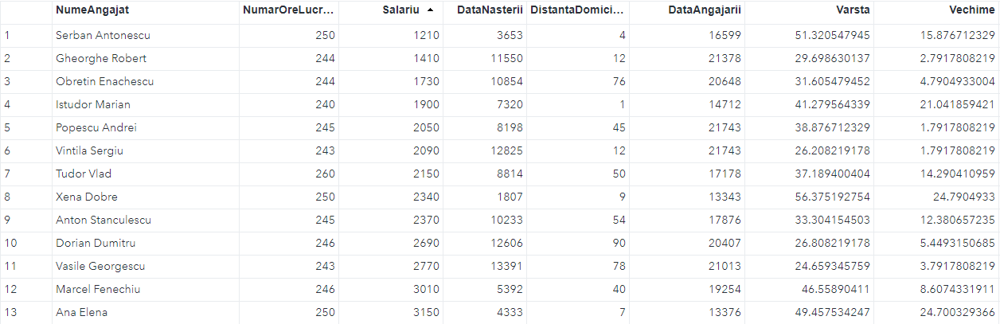 NumeAngajat NumarOreLucr... Salariu DataNasterii DistantaDomici... DataAngajarii Varsta Vechime
1 Serban Antonescu 250 1210 3653 4 16599 51.320547945 15.876712329
2 Gheorghe Robert 244 1410 11550 12 21378 29.698630137 2.7917808219
3 Obretin Enachescu 244 1730 10854 76 20648 31.605479452 4.7904933004
4 Istudor Marian 240 1900 7320 1 14712 41.279564339 21.041859421
5 Popescu Andrei 245 2050 8198 45 21743 38.876712329 1.7917808219
6 Vintila Sergiu 243 2090 12825 12 21743 26.208219178 1.7917808219
7 Tudor Vlad 260 2150 8814 50 17178 37.189400404 14.290410959
8 Xena Dobre 250 2340 1807 9 13343 56.375192754 24.7904933
9 Anton Stanculescu 245 2370 10233 54 17876 33.304154503 12.380657235
10 Dorian Dumitru 246 2690 12606 90 20407 26.808219178 5.4493150685
11 Vasile Georgescu 243 2770 13391 78 21013 24.659345759 3.7917808219
12 Marcel Fenechiu 246 3010 5392 40 19254 46.55890411 8.6074331911
13 Ana Elena 250 3150 4333 7 13376 49.457534247 24.700329366